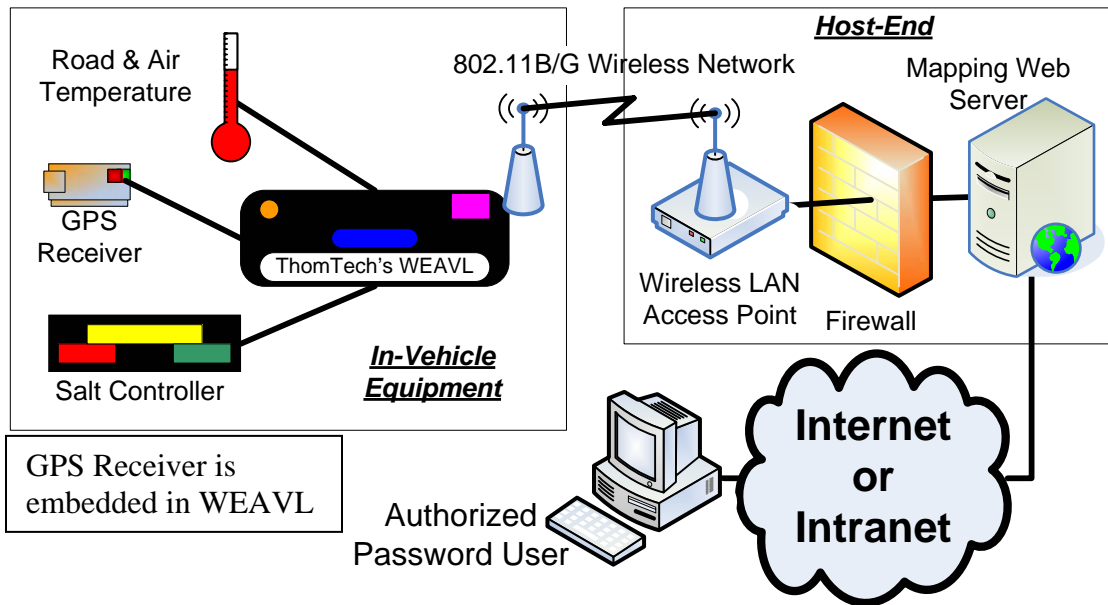 Road & Air
Temperature
GPS
Receiver
ThomTech's WEAVL
Salt Controller
In-Vehicle
Equipment
802.11B/G Wireless Network
Host-End
Mapping Web
Server
Wireless LAN
Access Point
Firewall
GPS Receiver is
embedded in WEAVL
Authorized
Password User
Internet
or
Intranet